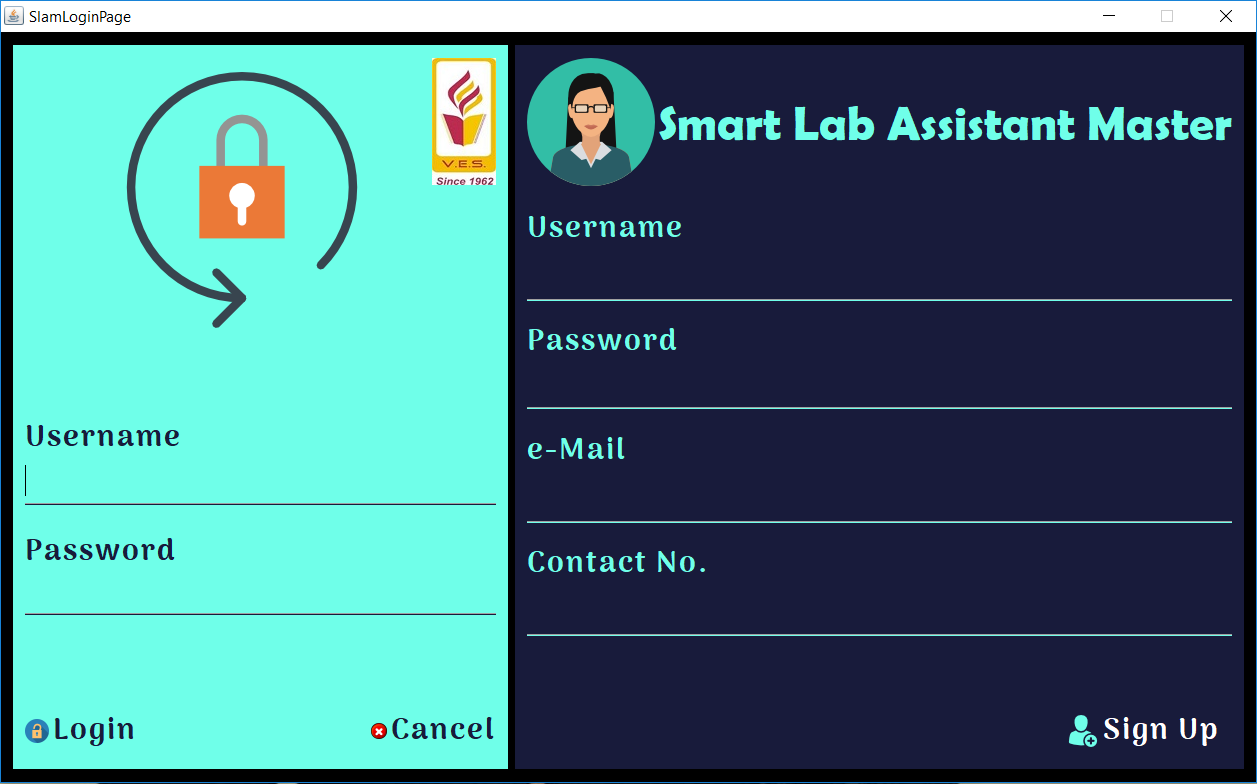 SlamLoginPage
V.E.S.
Since 1962
Username
Password
Login
Cancel
Smart Lab Assistant Master
Username
Password
e-Mail
Contact No.
Sign Up